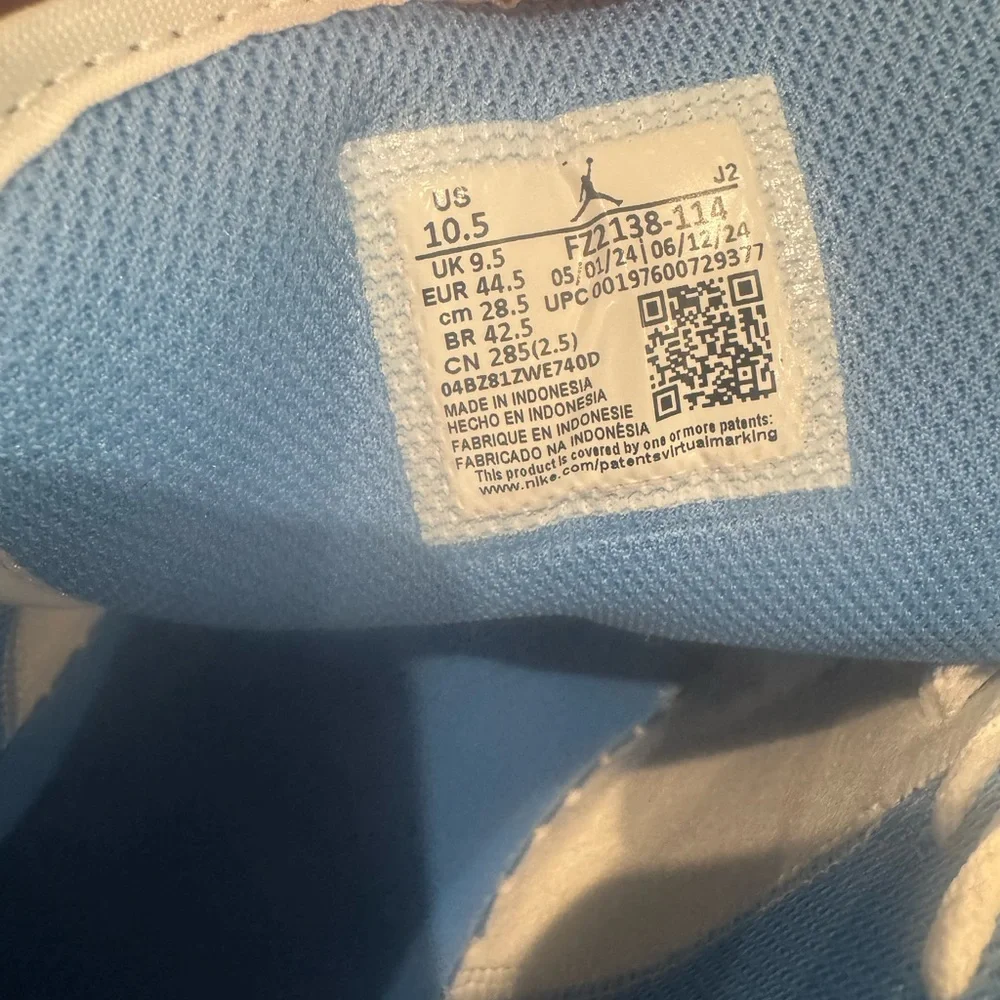 US
10.5
J2
FZ2138-114
05/01/24|06/12/24
UPC00197600729377
UK 9.5
EUR 44.5
cm 28.5
BR 42.5
CN 285(2.5)
04BZ81ZWE740D
MADE IN INDONESIA
HECHO EN INDONESIA
FABRIQUE EN INDONESIE
FABRICADO NA INDONÉSIA
This product is covered by one or more patents:
www.nike.com/patentsvirtualmarking